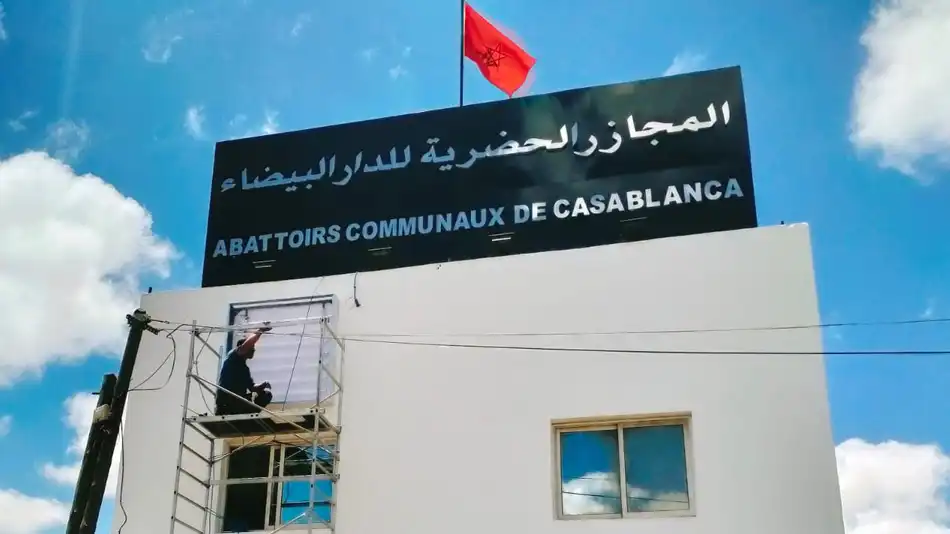 المجازر الحضرية للدار البيضاء
ABATTOIRS COMMUNAUX DE CASABLANCA